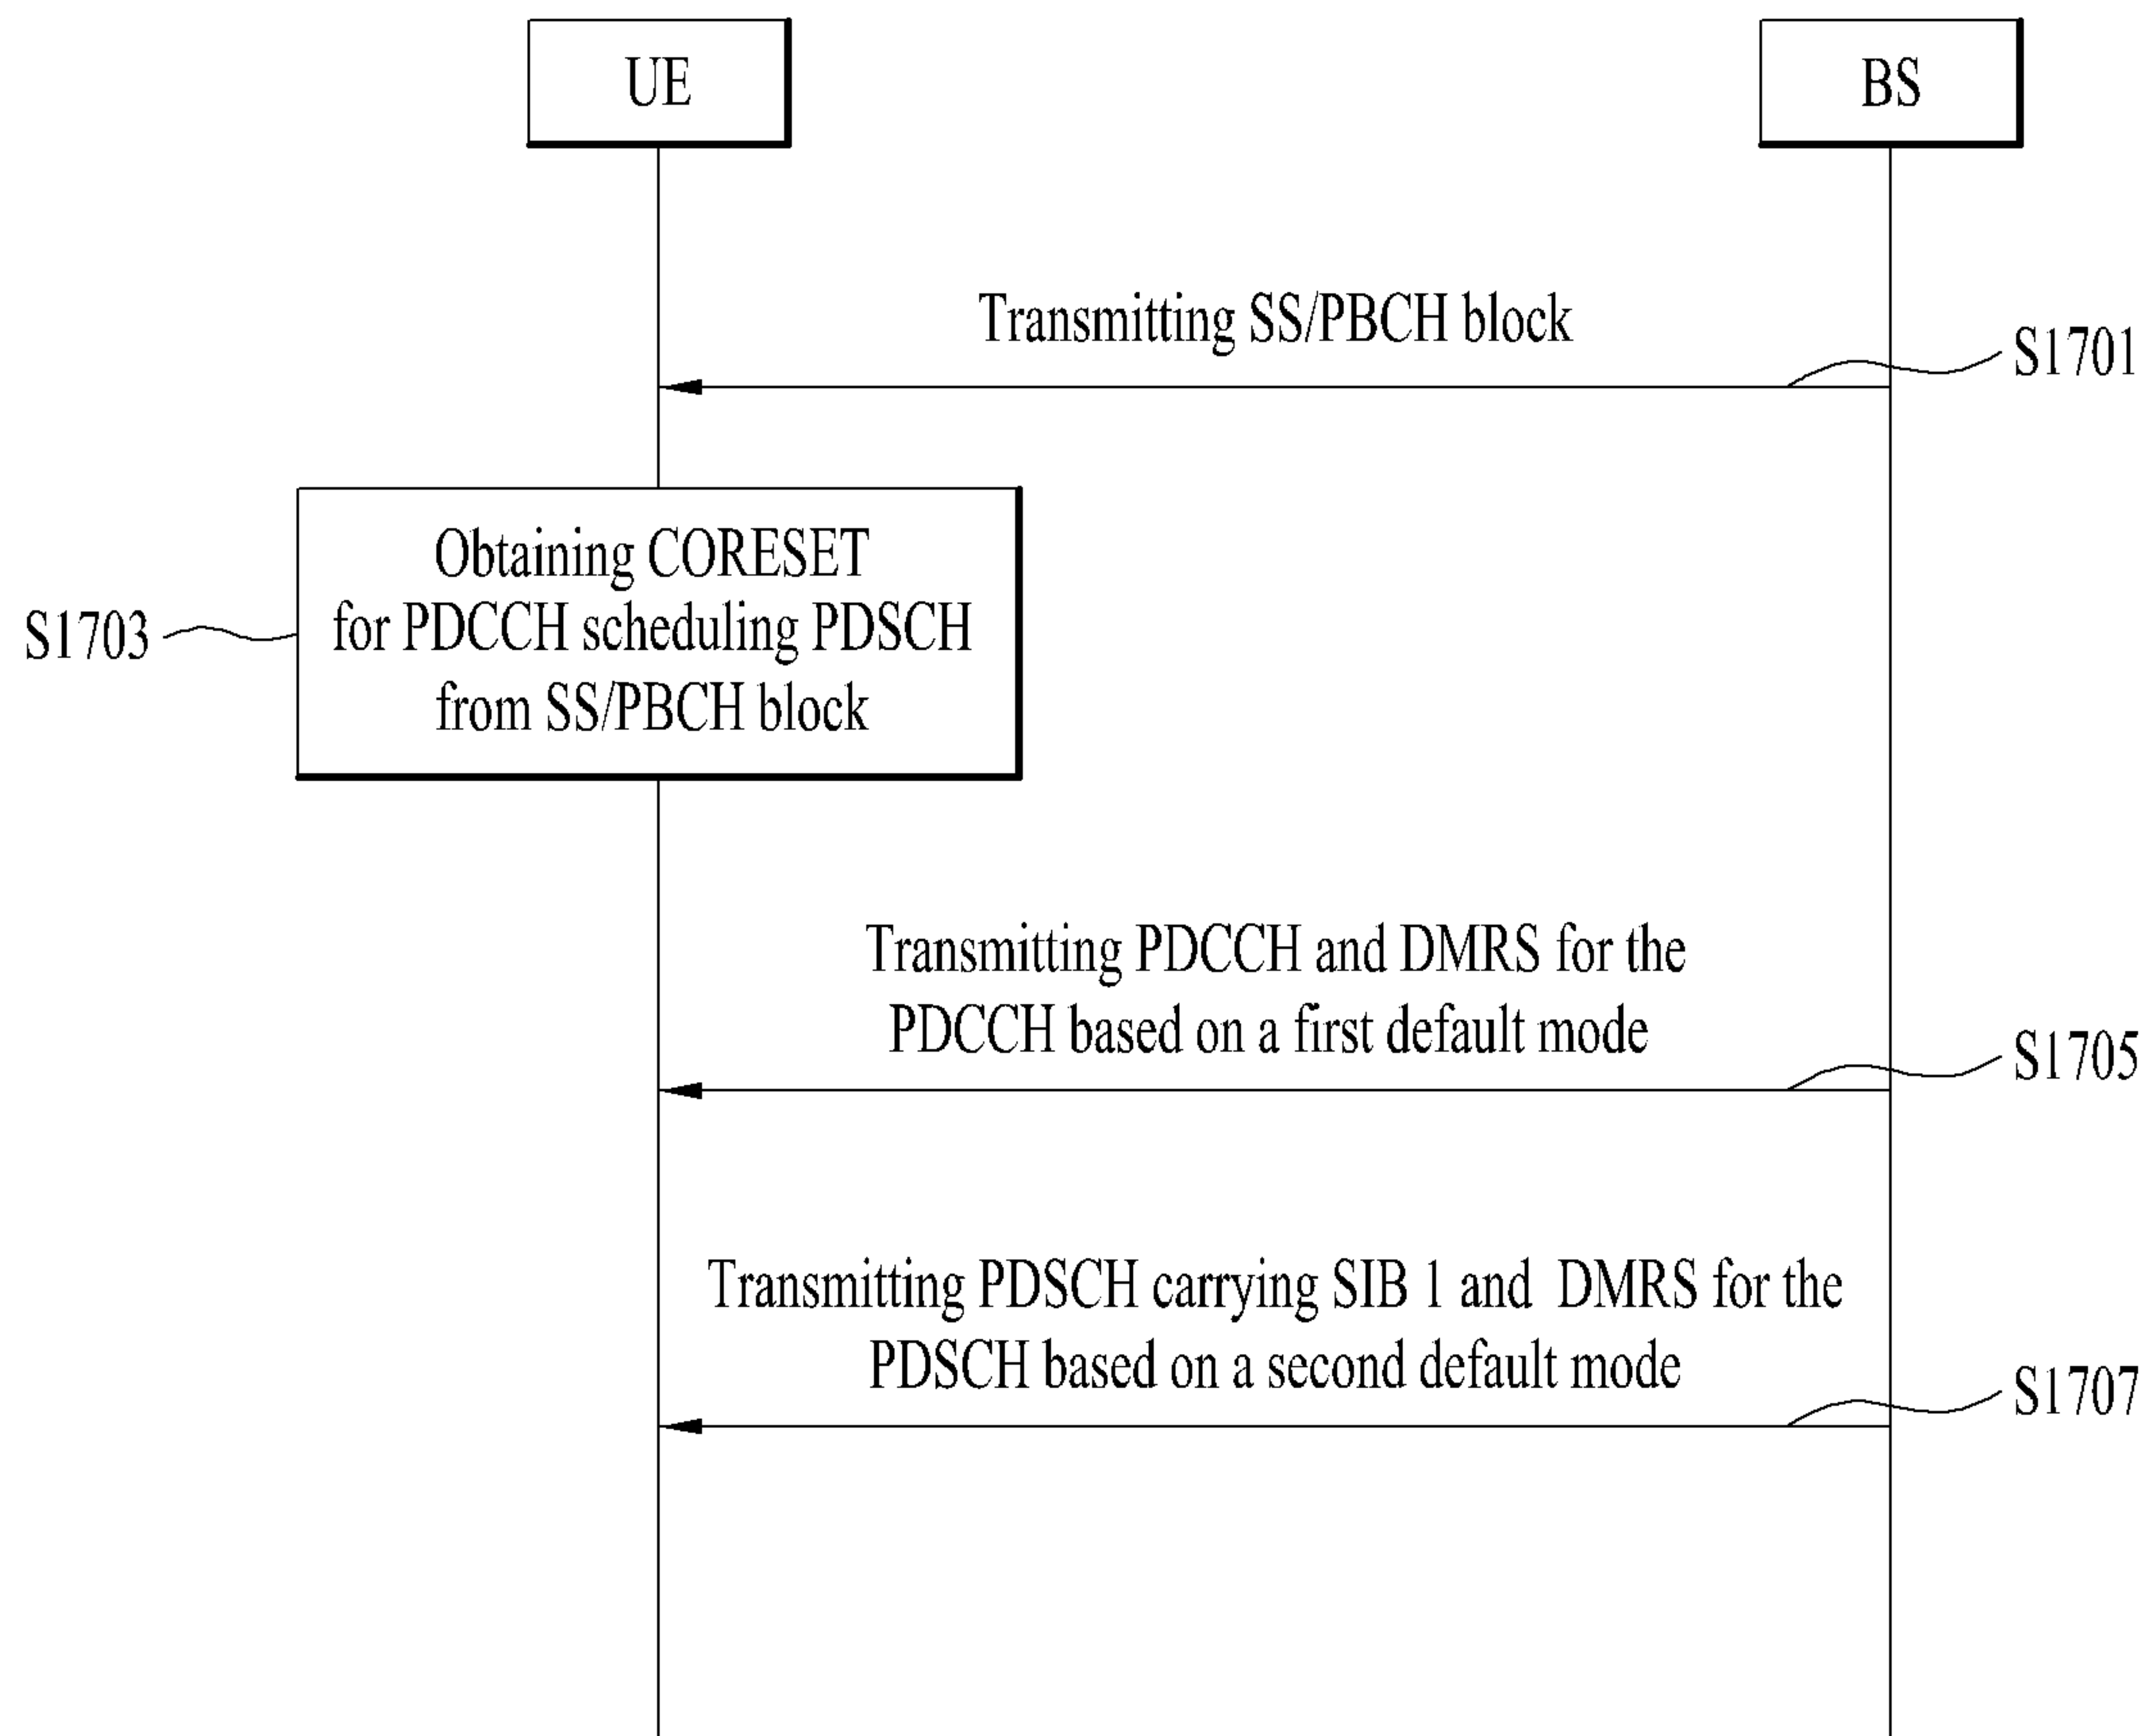 UE
BS
Transmitting SS/PBCH block
S1701
Obtaining CORESET
for PDCCH scheduling PDSCH
from SS/PBCH block
S1703
Transmitting PDCCH and DMRS for the
PDCCH based on a first default mode
S1705
Transmitting PDSCH carrying SIB 1 and DMRS for the
PDSCH based on a second default mode
S1707